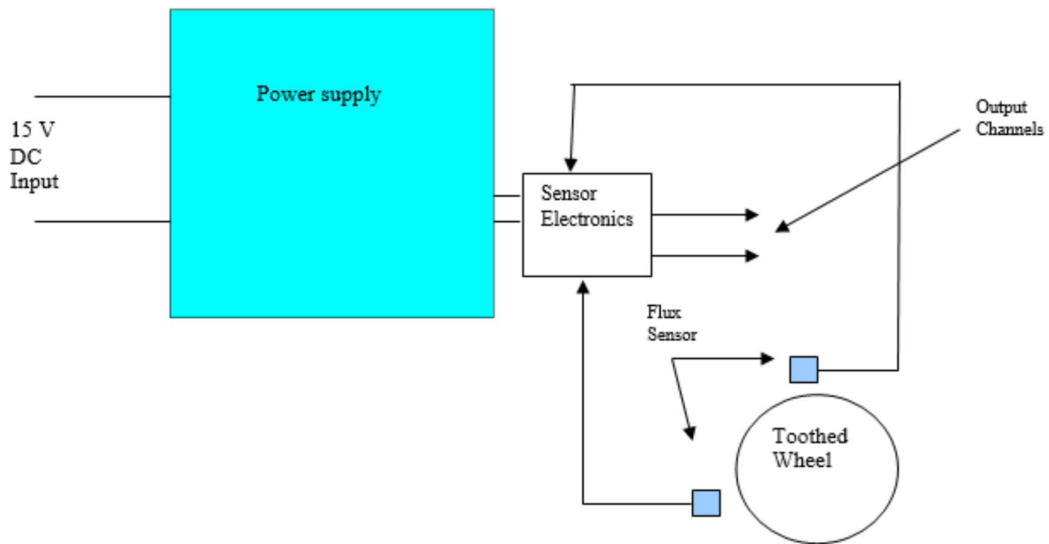 Power supply
15 V
DC
Input
Sensor
Electronics
Output
Channels
Flux
Sensor
Toothed
Wheel